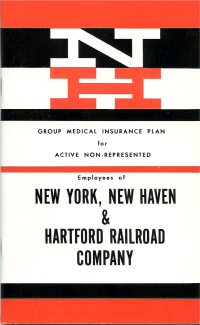 N
H
GROUP MEDICAL INSURANCE PLAN
for
ACTIVE NON-REPRESENTED
Employees of
NEW YORK, NEW HAVEN
&
HARTFORD RAILROAD
COMPANY